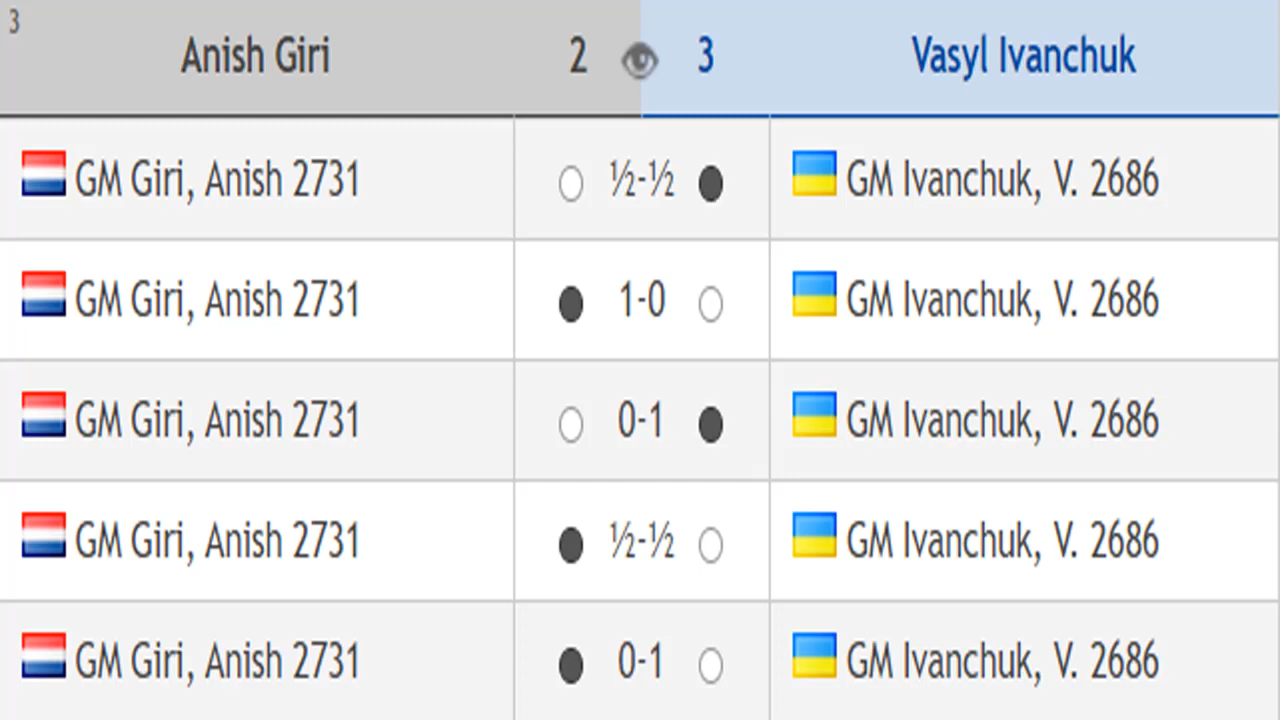 3
Anish Giri 2 3 Vasyl Ivanchuk
GM Giri, Anish 2731 ½-½ GM Ivanchuk, V. 2686
GM Giri, Anish 2731 1-0 GM Ivanchuk, V. 2686
GM Giri, Anish 2731 0-1 GM Ivanchuk, V. 2686
GM Giri, Anish 2731 ½-½ GM Ivanchuk, V. 2686
GM Giri, Anish 2731 0-1 GM Ivanchuk, V. 2686